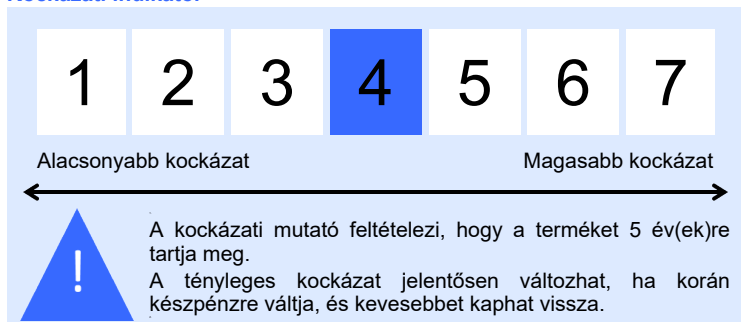 1 2 3 4 5 6 7
Alacsonyabb kockázat Magasabb kockázat
!
A kockázati mutató feltételezi, hogy a terméket 5 év(ek)re
tartja meg.
A tényleges kockázat jelentősen változhat, ha korán
készpénzre váltja, és kevesebbet kaphat vissza.